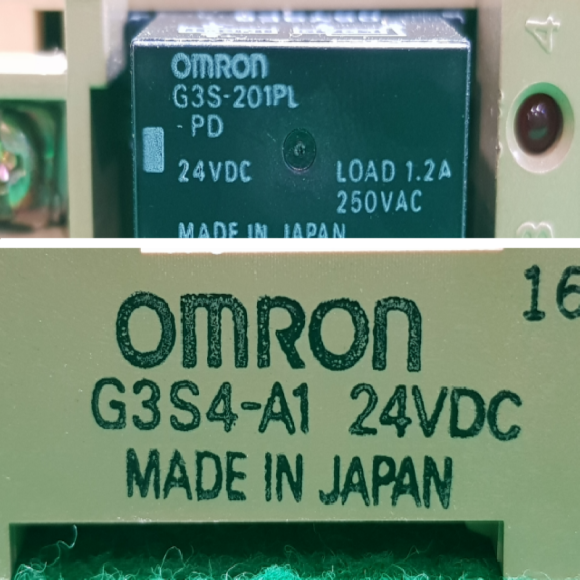 OMRON
G3S-201PL
-PD
24VDC
LOAD 1.2A
250VAC
MADE IN JAPAN
4
3
OMRON
16
G3S4-A1 24VDC
MADE IN JAPAN